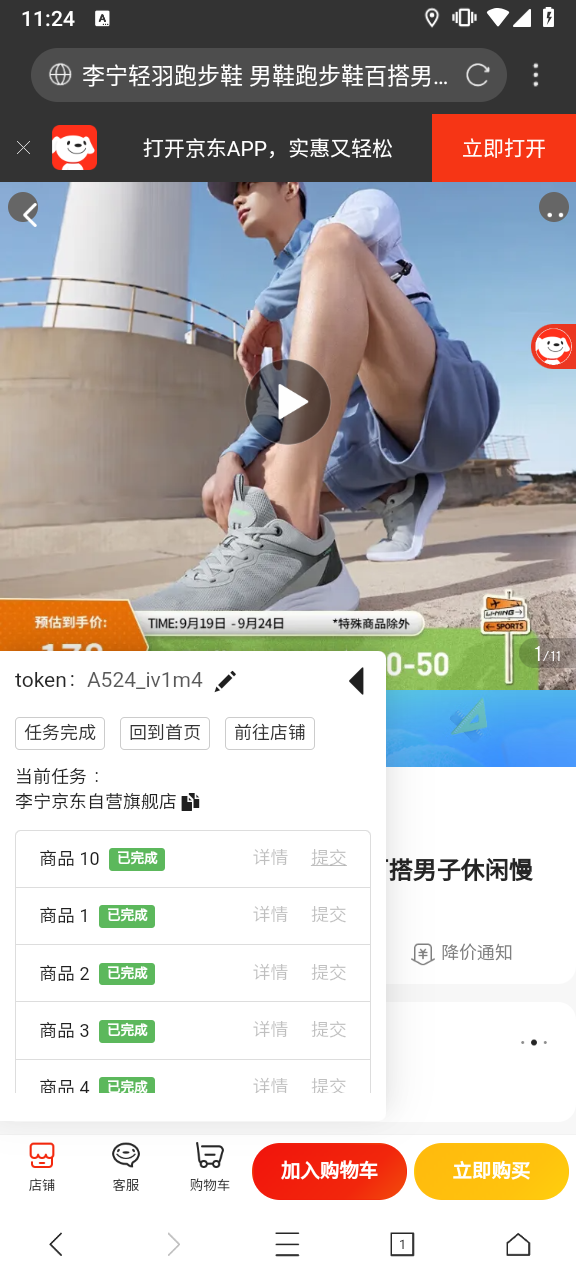 11:24
A
李宁轻羽跑步鞋 男鞋跑步鞋百搭男...
打开京东APP，实惠又轻松
立即打开
预估到手价:
TIME:9月19日 - 9月24日 *特殊商品除外
LI-NING
SPORTS
0-50
1/11
token： A524_iv1m4
任务完成
回到首页
前往店铺
当前任务：
李宁京东自营旗舰店
商品 10 已完成 详情 提交
百搭男子休闲慢
商品 1 已完成 详情 提交
降价通知
商品 2 已完成 详情 提交
商品 3 已完成 详情 提交
商品 4 已完成 详情 提交
店铺
客服
购物车
加入购物车
立即购买
1